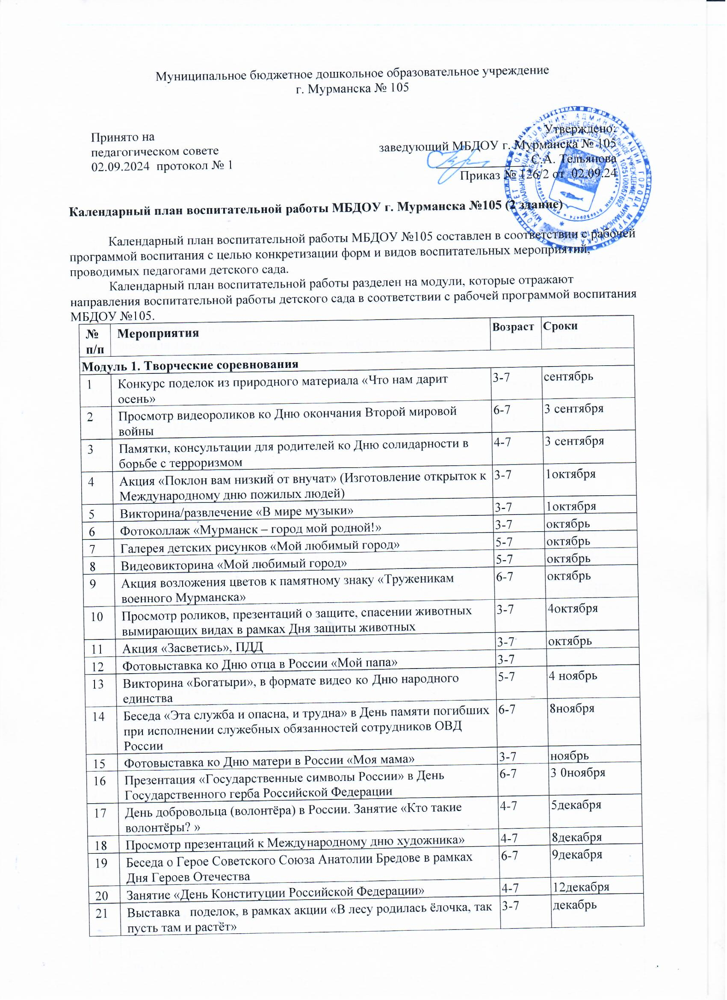 Муниципальное бюджетное дошкольное образовательное учреждение
г. Мурманска № 105
Принято на
педагогическом совете
02.09.2024 протокол № 1
Утверждено:
заведующий МБДОУ г. Мурманска № 105
С.А. Тельянова
Приказ № 126/2 от 02.09.24
Календарный план воспитательной работы МБДОУ г. Мурманска №105 (2 здание)
Календарный план воспитательной работы МБДОУ №105 составлен в соответствии с рабочей
программой воспитания с целью конкретизации форм и видов воспитательных мероприятий,
проводимых педагогами детского сада.
Календарный план воспитательной работы разделен на модули, которые отражают
направления воспитательной работы детского сада в соответствии с рабочей программой воспитания
МБДОУ №105.
№ Мероприятия Возраст Сроки
п/п
Модуль 1. Творческие соревнования
1 Конкурс поделок из природного материала «Что нам дарит 3-7 сентябрь
осень»
2 Просмотр видеороликов ко Дню окончания Второй мировой 6-7 3 сентября
войны
3 Памятки, консультации для родителей ко Дню солидарности в 4-7 3 сентября
борьбе с терроризмом
4 Акция «Поклон вам низкий от внучат» (Изготовление открыток к 3-7 1октября
Международному дню пожилых людей)
5 Викторина/развлечение «В мире музыки» 3-7 1октября
6 Фотоколлаж «Мурманск – город мой родной!» 3-7 октябрь
7 Галерея детских рисунков «Мой любимый город» 5-7 октябрь
8 Видеовикторина «Мой любимый город» 5-7 октябрь
9 Акция возложения цветов к памятному знаку «Труженикам 6-7 октябрь
военного Мурманска»
10 Просмотр роликов, презентаций о защите, спасении животных 3-7 4октября
вымирающих видах в рамках Дня защиты животных
11 Акция «Засветись», ПДД 3-7 октябрь
12 Фотовыставка ко Дню отца в России «Мой папа» 3-7
13 Викторина «Богатыри», в формате видео ко Дню народного 5-7 4 ноябрь
единства
14 Беседа «Эта служба и опасна, и трудна» в День памяти погибших 6-7 8ноября
при исполнении служебных обязанностей сотрудников ОВД
России
15 Фотовыставка ко Дню матери в России «Моя мама» 3-7 ноябрь
16 Презентация «Государственные символы России» в День 6-7 3 0ноября
Государственного герба Российской Федерации
17 День добровольца (волонтёра) в России. Занятие «Кто такие 4-7 5декабря
волонтёры? »
18 Просмотр презентаций к Международному дню художника» 4-7 8декабря
19 Беседа о Герое Советского Союза Анатолии Бредове в рамках 6-7 9декабря
Дня Героев Отечества
20 Занятие «День Конституции Российской Федерации» 4-7 12декабря
21 Выставка поделок, в рамках акции «В лесу родилась ёлочка, так 3-7 декабрь
пусть там и растёт»
КОМИТЕТ ПО ОБРАЗОВАНИЮ АДМИНИСТРАЦИИ ГОРОДА МУРМАНСКА